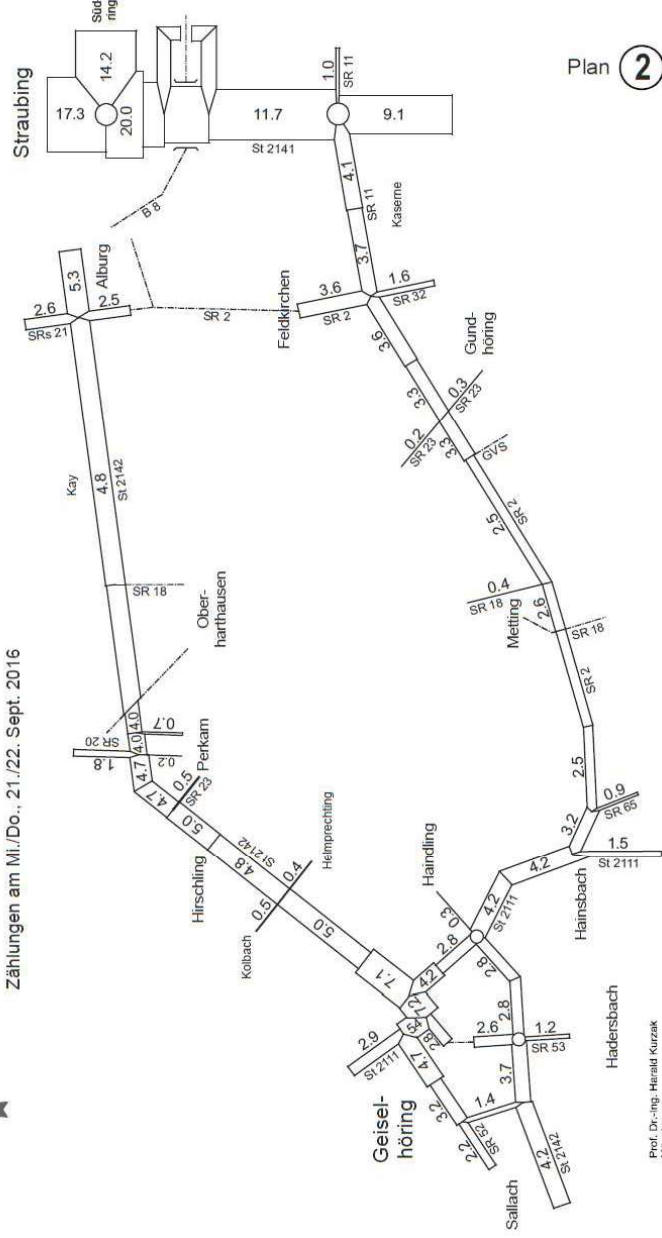 Zählungen am Mi./Do., 21./22. Sept. 2016
Plan 2
Straubing
Süd-
ring
17.3
14.2
20.0
11.7
St 2141
1.0
SR 11
9.1
4.1
SR 11
Kaserne
3.7
B 8
2.6
SRs 21
5.3
2.5
Alburg
SR 2
Feldkirchen
3.6
SR 2
1.6
SR 32
Kay
4.8
St 2142
SR 18
Ober-
harthausen
3.6
3.3
0.2
SR 23
0.3
SR 23
Gund-
höring
3.3
GVS
2.5
SR 2
0.4
SR 18
2.6
Metting
SR 18
SR 2
2.5
1.8
SR 20
4.0
4.0
0.7
0.2
4.7
4.7
0.5
SR 23
Perkam
5.0
Hirschling
4.8
St 2142
0.5
0.4
Kolbach
Helmprechting
5.0
7.1
0.9
SR 65
3.2
1.5
St 2111
Hainsbach
4.2
4.2
St 2111
Haindling
0.3
2.8
4.2
7.2
2.8
2.8
2.9
St 2111
4.7
2.8
2.6
1.2
SR 53
Hadersbach
Geisel-
höring
3.2
2.2
SR 52
1.4
3.7
Sallach
4.2
St 2142
Prof. Dr.-Ing. Harald Kurzak